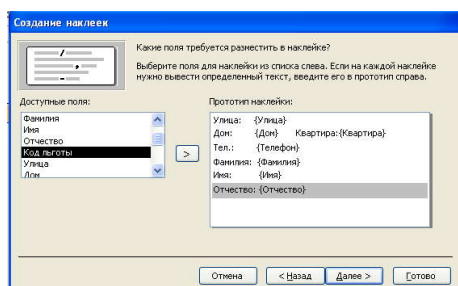 Создание наклеек
Какие поля требуется разместить в наклейке?
Выберите поля для наклейки из списка слева. Если на каждой наклейке
нужно вывести определенный текст, введите его в прототип справа.
Доступные поля:
Фамилия
Имя
Отчество
Код льготы
Улица
Дом
>
Прототип наклейки:
Улица: {Улица}
Дом: {Дом} Квартира:{Квартира}
Тел.: {Телефон}
Фамилия: {Фамилия}
Имя: {Имя}
Отчество: {Отчество}
Отмена
< Назад
Далее >
Готово